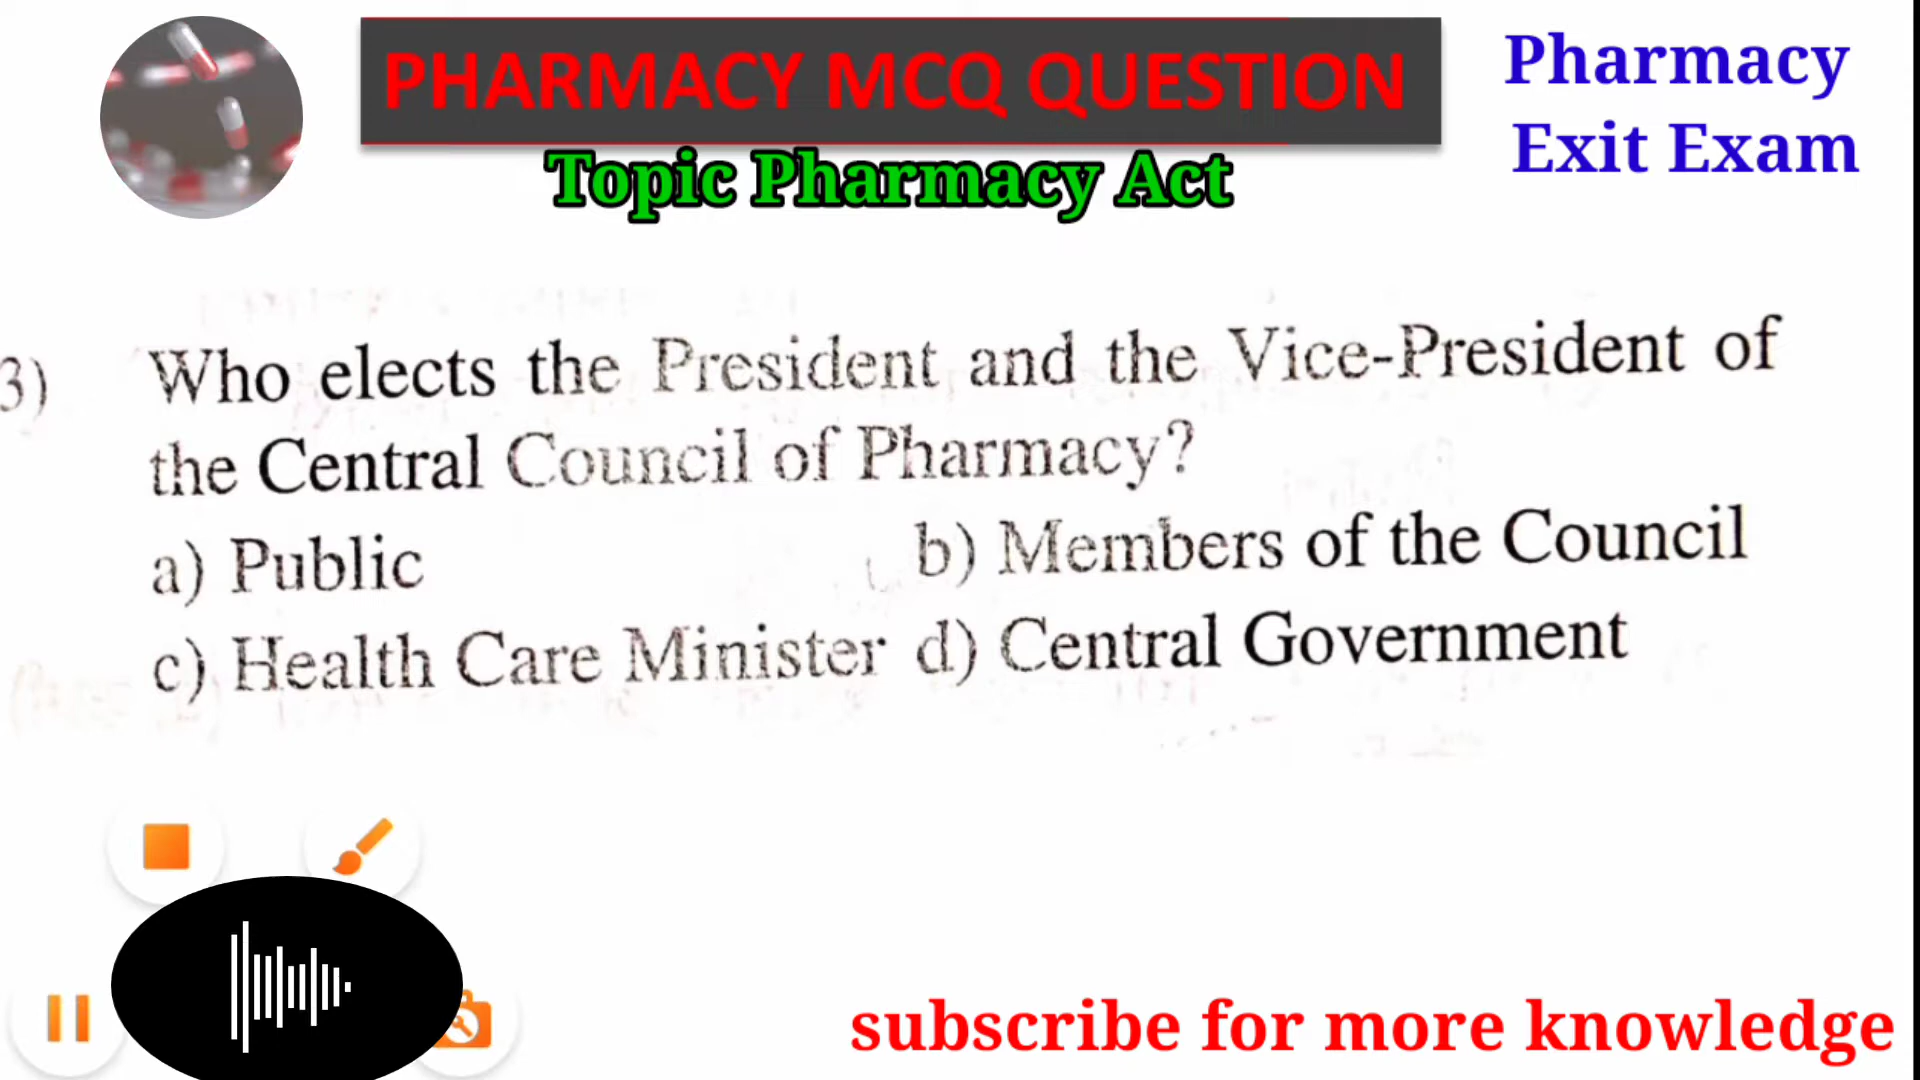 PHARMACY MCQ QUESTION
Pharmacy
Exit Exam
Topic Pharmacy Act
3) Who elects the President and the Vice-President of
the Central Council of Pharmacy?
a) Public b) Members of the Council
c) Health Care Minister d) Central Government
subscribe for more knowledge